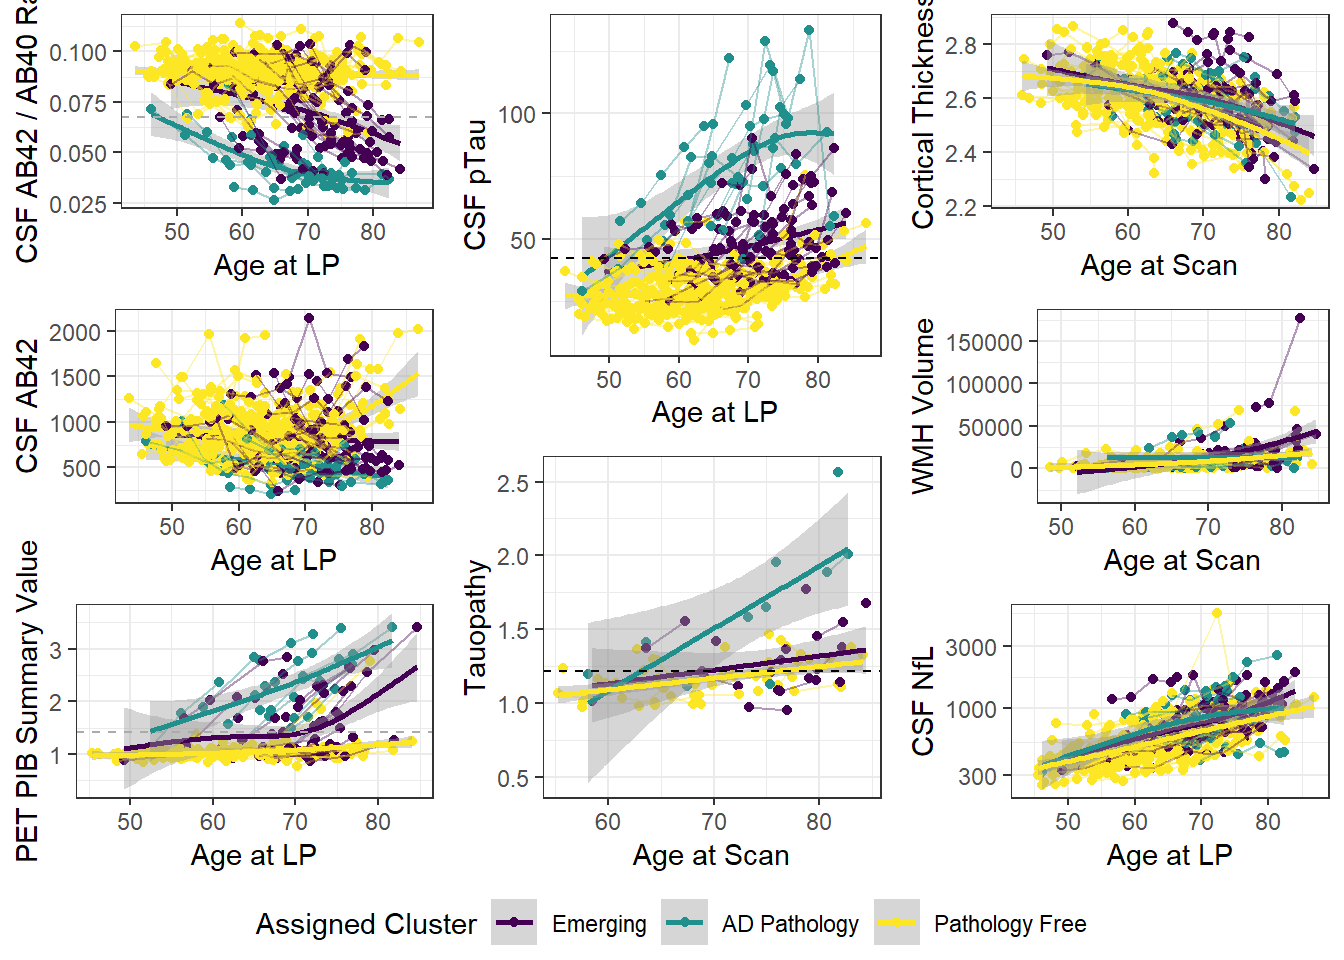 CSF AB42 / AB40 Ra
0.100
0.075
0.050
0.025
50 60 70 80
Age at LP
CSF pTau
100
50
50 60 70 80
Age at LP
Cortical Thickness
2.8
2.6
2.4
2.2
50 60 70 80
Age at Scan
CSF AB42
2000
1500
1000
500
50 60 70 80
Age at LP
WMH Volume
150000
100000
50000
0
50 60 70 80
Age at Scan
Tauopathy
2.5
2.0
1.5
1.0
0.5
60 70 80
Age at Scan
PET PIB Summary Value
3
2
1
50 60 70 80
Age at LP
CSF NfL
3000
1000
300
50 60 70 80
Age at LP
Assigned Cluster Emerging AD Pathology Pathology Free